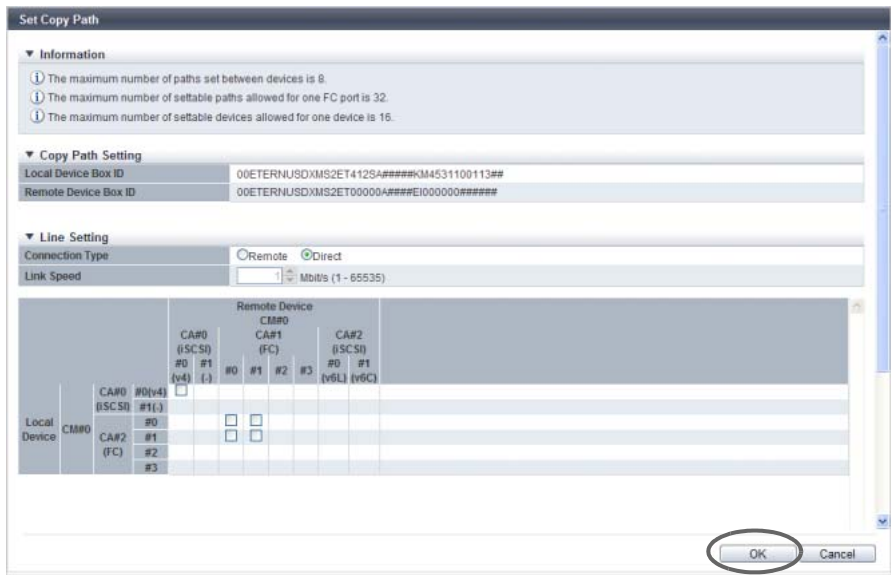 Set Copy Path
▼ Information
The maximum number of paths set between devices is 8.
The maximum number of settable paths allowed for one FC port is 32.
The maximum number of settable devices allowed for one device is 16.
▼ Copy Path Setting
Local Device Box ID 00ETERNUSDXMS2ET412SA#####KM4531100113##
Remote Device Box ID 00ETERNUSDXMS2ET00000A####EI000000######
▼ Line Setting
Connection Type Remote Direct
Link Speed 1 Mbit/s (1 - 65535)
Remote Device
CM#0
CA#0 CA#1 CA#2
(iSCSI) (FC) (iSCSI)
#0 #1 #0 #1 #2 #3 #0 #1
(v4) (-) (v6L) (v6C)
CA#0 #0(v4)
(iSCSI) #1(-)
Local Device CM#0 #0
CA#2 #1
(FC) #2
#3
OK Cancel